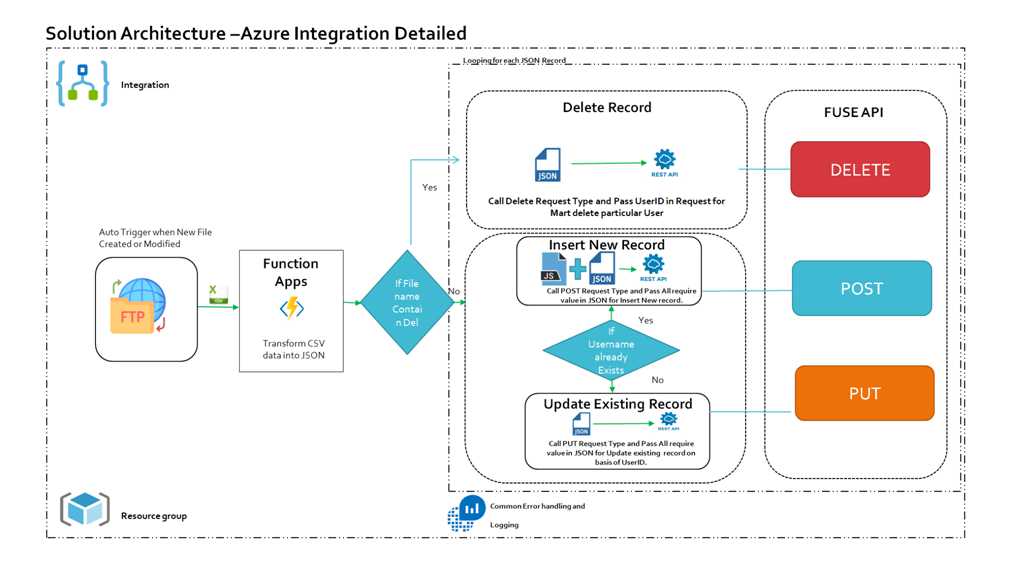 Solution Architecture –Azure Integration Detailed
Looping for each JSON Record
Integration
Delete Record
JSON
REST API
Call Delete Request Type and Pass UserID in Request for
Mart delete particular User
FUSE API
DELETE
Yes
Auto Trigger when New File
Created or Modified
FTP
X
CSV
Function
Apps
Transform CSV
data into JSON
If File
name
Contai
n Del
No
Insert New Record
JS
JSON
REST API
Call POST Request Type and Pass All require
value in JSON for Insert New record.
POST
Yes
If
Username
already
Exists
No
Update Existing Record
JSON
REST API
Call PUT Request Type and Pass All require
value in JSON for Update existing record on
basis of UserID.
PUT
Resource group
Common Error handling and
Logging